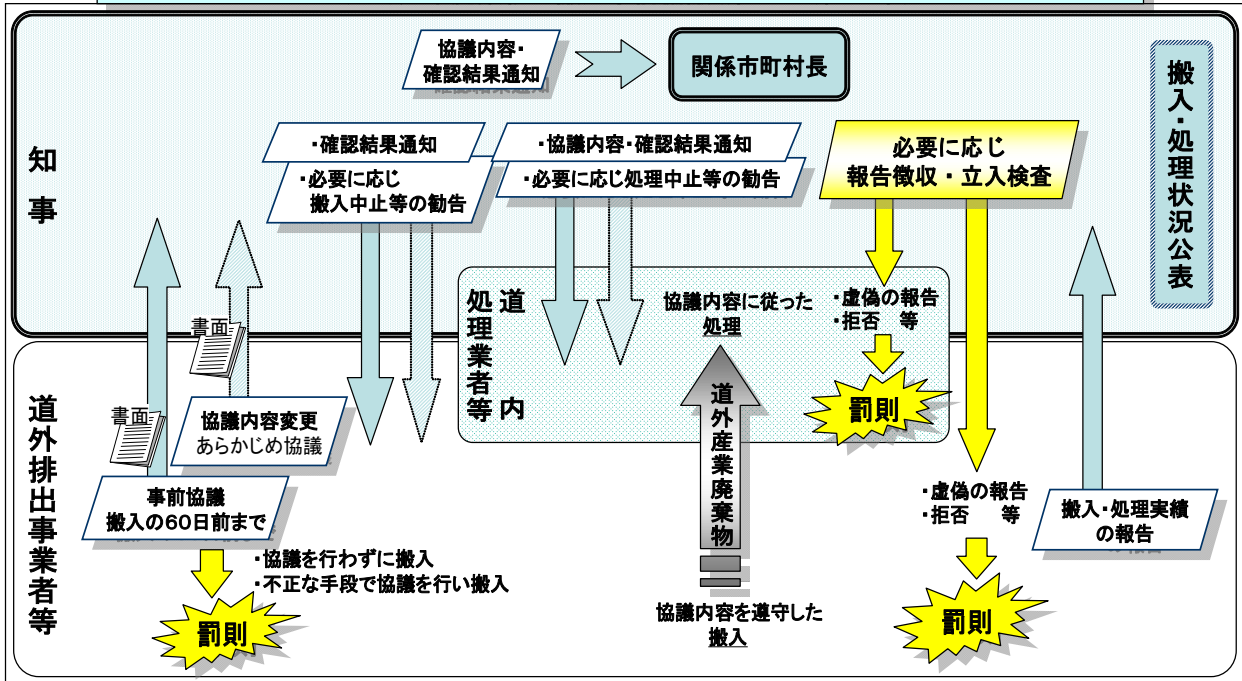 協議内容・
確認結果通知
関係市町村長
搬入・処理状況公表
知事
・確認結果通知
・必要に応じ
搬入中止等の勧告
・協議内容・確認結果通知
・必要に応じ処理中止等の勧告
必要に応じ
報告徴収・立入検査
道内
処理業者等
協議内容に従った
処理
・虚偽の報告
・拒否 等
罰則
書面
書面
道外排出事業者等
協議内容変更
あらかじめ協議
事前協議
搬入の60日前まで
・協議を行わずに搬入
・不正な手段で協議を行い搬入
罰則
道外産業廃棄物
協議内容を遵守した
搬入
・虚偽の報告
・拒否 等
罰則
搬入・処理実績
の報告